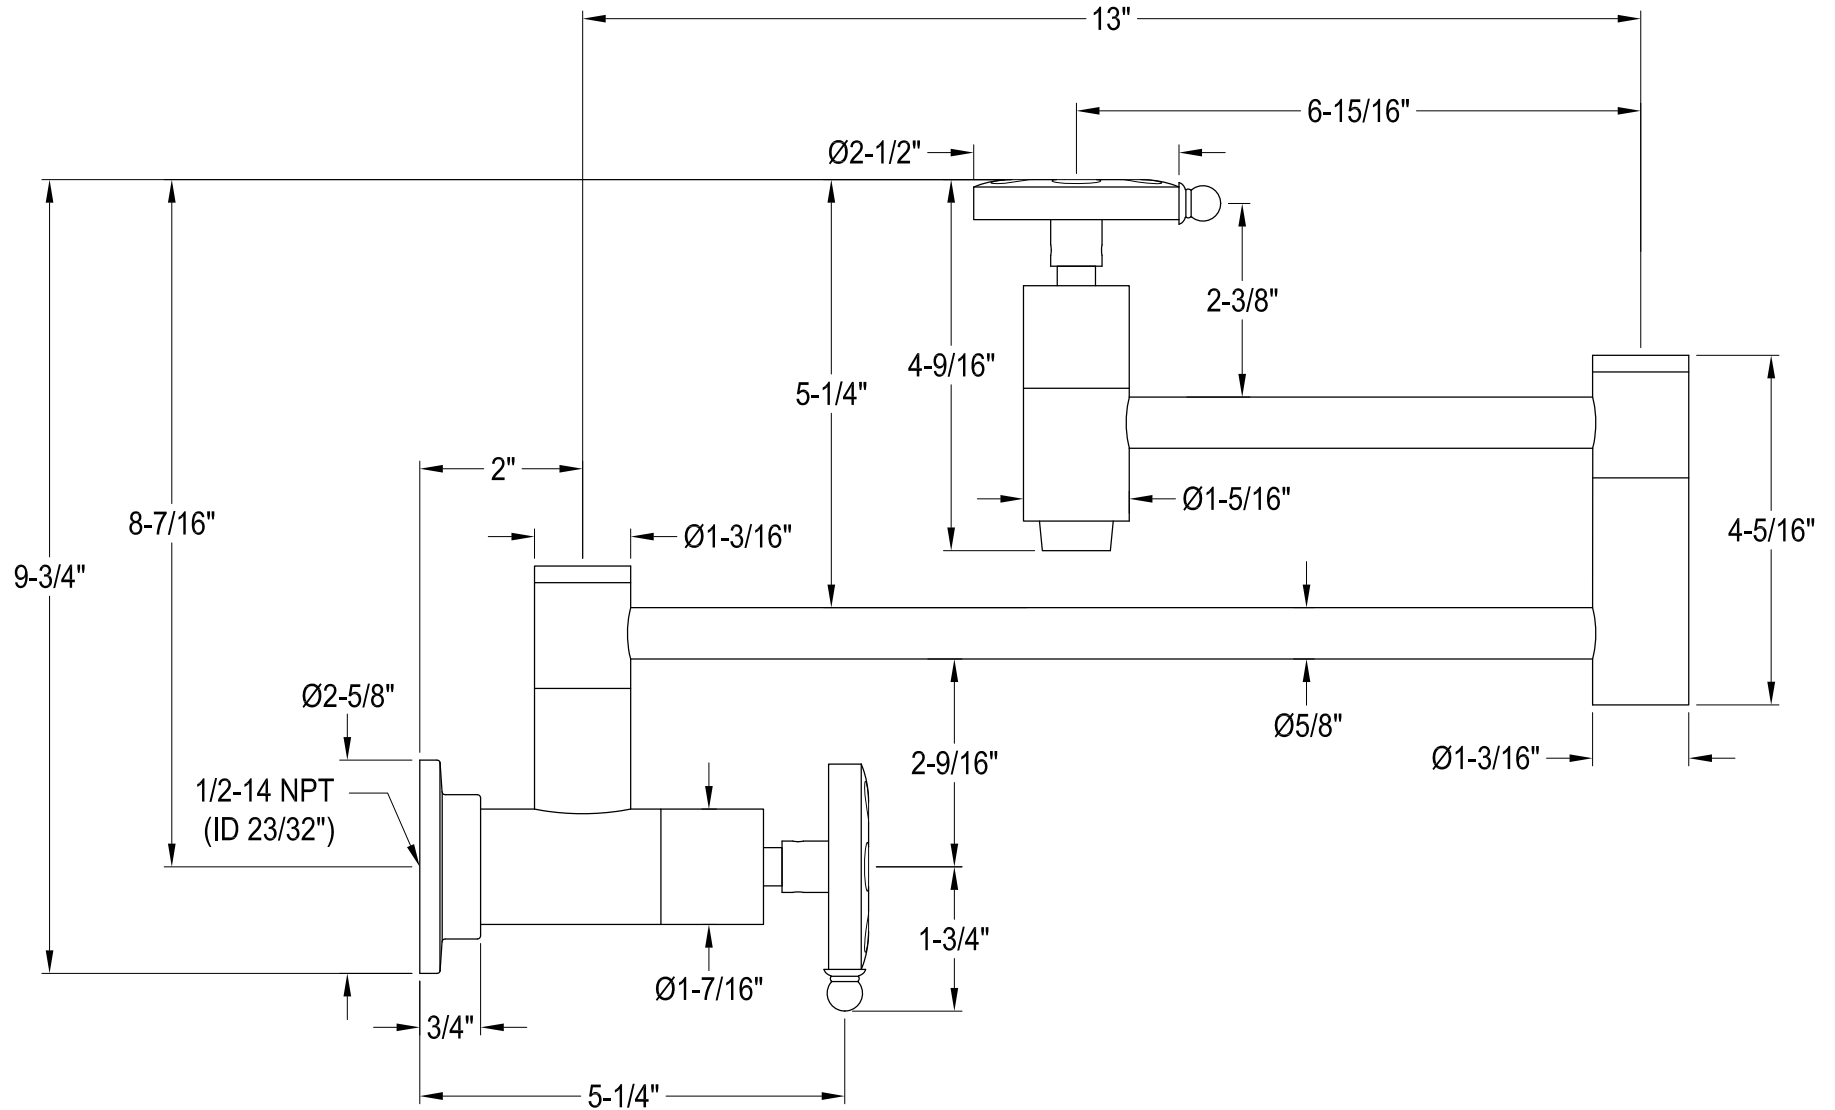 13"
6-15/16"
Ø2-1/2"
2-3/8"
4-9/16"
5-1/4"
2"
Ø1-5/16"
8-7/16"
4-5/16"
Ø1-3/16"
9-3/4"
Ø2-5/8"
Ø5/8"
2-9/16"
Ø1-3/16"
1/2-14 NPT
(ID 23/32")
1-3/4"
Ø1-7/16"
3/4"
5-1/4"